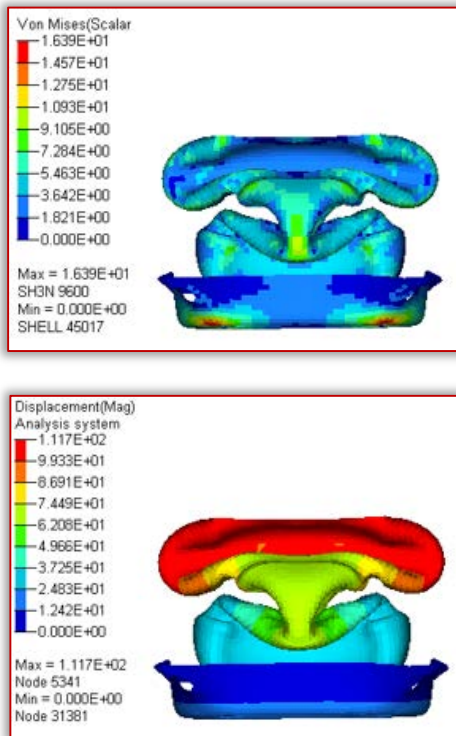 Von Mises(Scalar
1.639E+01
1.457E+01
1.275E+01
1.093E+01
9.105E+00
7.284E+00
5.463E+00
3.642E+00
1.821E+00
0.000E+00
Max = 1.639E+01
SH3N 9600
Min = 0.000E+00
SHELL 45017
Displacement(Mag)
Analysis system
1.117E+02
9.933E+01
8.691E+01
7.449E+01
6.208E+01
4.966E+01
3.725E+01
2.483E+01
1.242E+01
0.000E+00
Max = 1.117E+02
Node 5341
Min = 0.000E+00
Node 31381